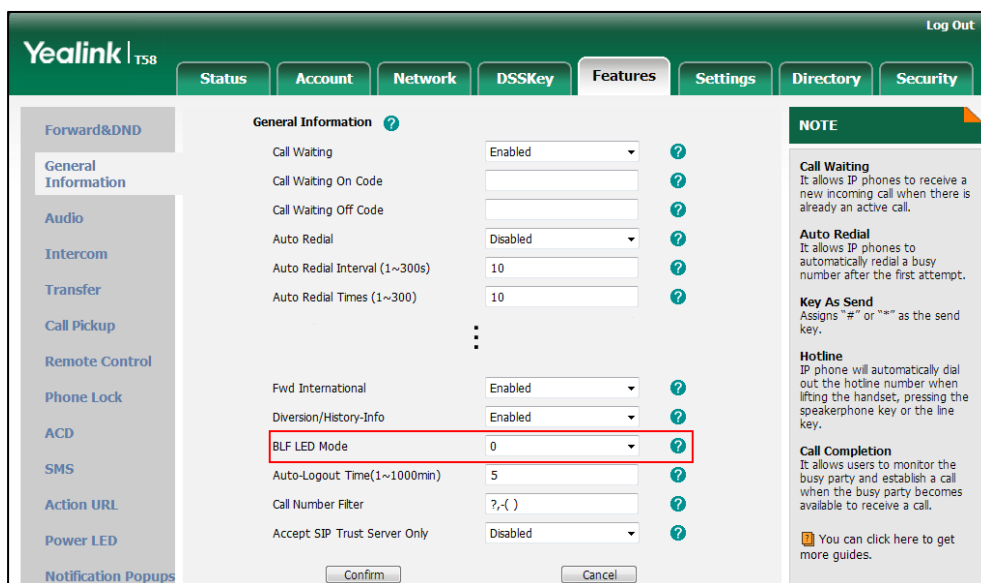 Log Out
Yealink T58
Status Account Network DSSKey Features Settings Directory Security
Forward&DND
General
Information
Audio
Intercom
Transfer
Call Pickup
Remote Control
Phone Lock
ACD
SMS
Action URL
Power LED
Notification Popups
General Information ?
Call Waiting Enabled ?
Call Waiting On Code ?
Call Waiting Off Code ?
Auto Redial Disabled ?
Auto Redial Interval (1~300s) 10 ?
Auto Redial Times (1~300) 10 ?
Fwd International Enabled ?
Diversion/History-Info Enabled ?
BLF LED Mode 0 ?
Auto-Logout Time(1~1000min) 5 ?
Call Number Filter ?,-( ) ?
Accept SIP Trust Server Only Disabled ?
Confirm Cancel
NOTE
Call Waiting
It allows IP phones to receive a
new incoming call when there is
already an active call.
Auto Redial
It allows IP phones to
automatically redial a busy
number after the first attempt.
Key As Send
Assigns "#" or "*" as the send
key.
Hotline
IP phone will automatically dial
out the hotline number when
lifting the handset, pressing the
speakerphone key or the line
key.
Call Completion
It allows users to monitor the
busy party and establish a call
when the busy party becomes
available to receive a call.
? You can click here to get
more guides.